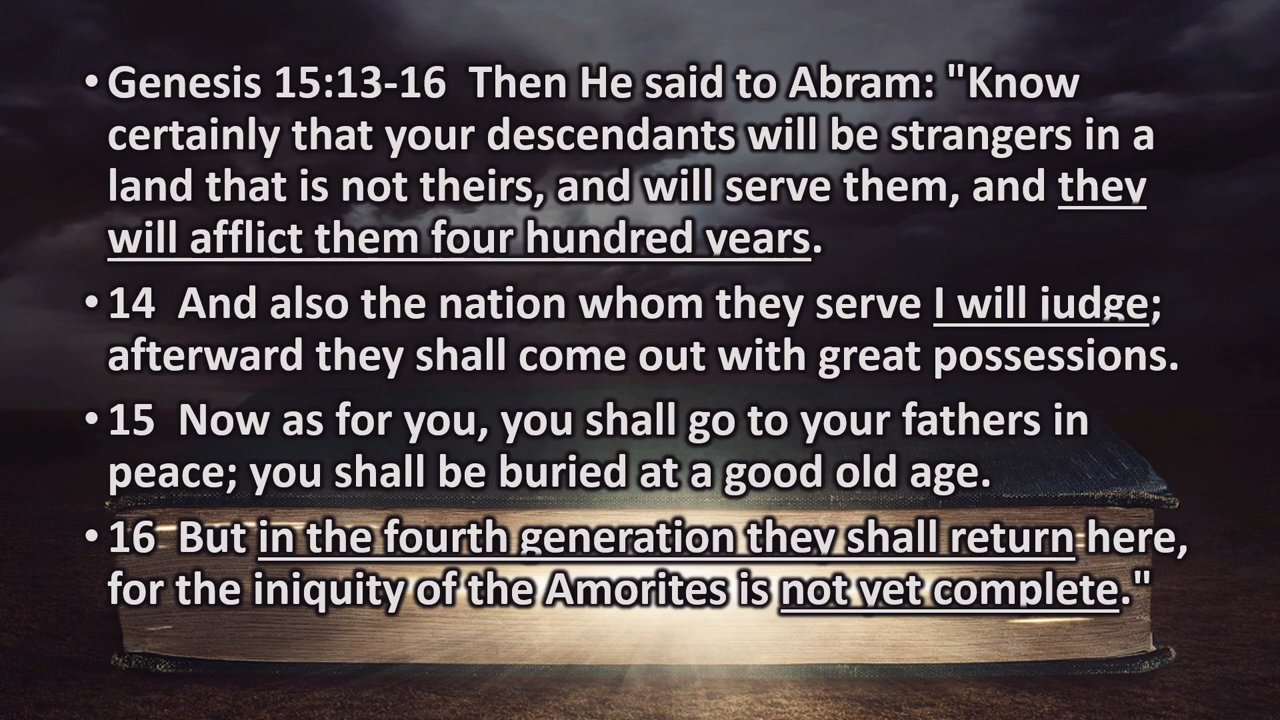 • Genesis 15:13-16  Then He said to Abram: "Know
certainly that your descendants will be strangers in a
land that is not theirs, and will serve them, and they
will afflict them four hundred years.
• 14  And also the nation whom they serve I will judge;
afterward they shall come out with great possessions.
• 15  Now as for you, you shall go to your fathers in
peace; you shall be buried at a good old age.
• 16  But in the fourth generation they shall return here,
for the iniquity of the Amorites is not yet complete."